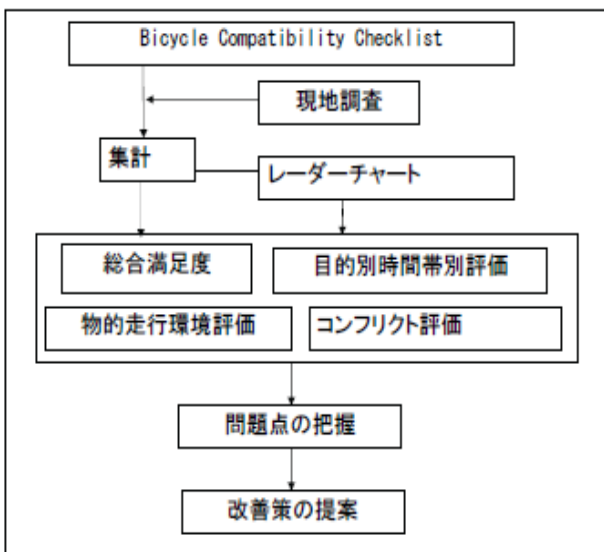 Bicycle Compatibility Checklist
現地調査
集計
レーダーチャート
総合満足度
目的別時間帯別評価
物的走行環境評価
コンフリクト評価
問題点の把握
改善策の提案